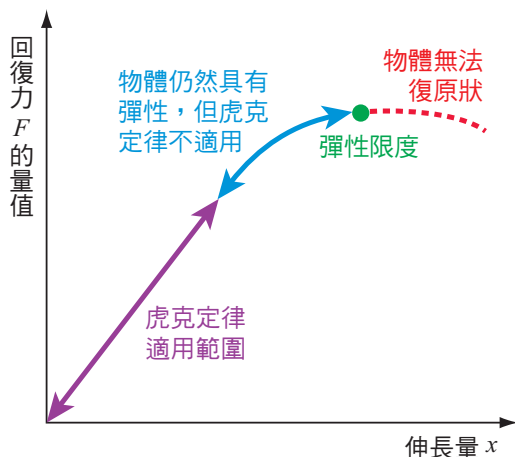 回復力F的量值
物體仍然具有
彈性，但虎克
定律不適用
物體無法
復原狀
彈性限度
虎克定律
適用範圍
伸長量 x